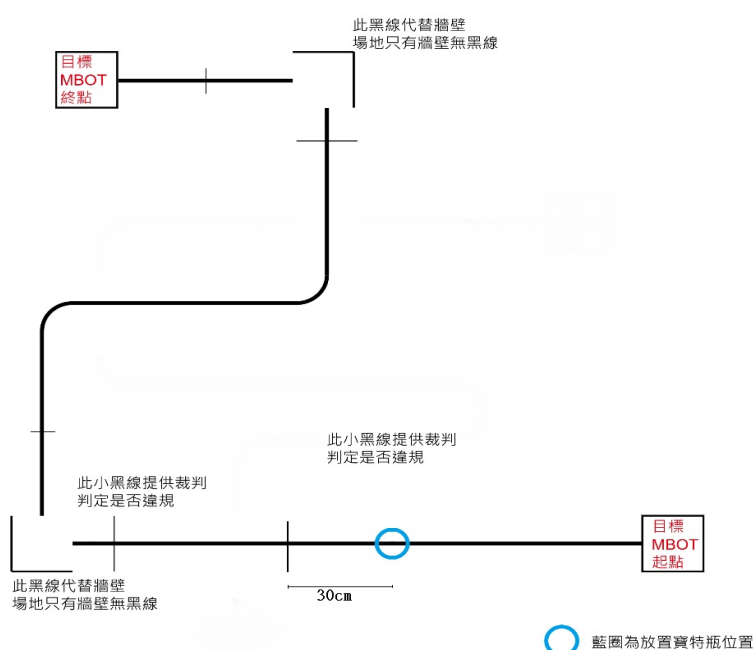 此黑線代替牆壁
場地只有牆壁無黑線
目標
MBOT
終點
此小黑線提供裁判
判定是否違規
此小黑線提供裁判
判定是否違規
目標
MBOT
起點
此黑線代替牆壁
場地只有牆壁無黑線
30cm
藍圈為放置寶特瓶位置